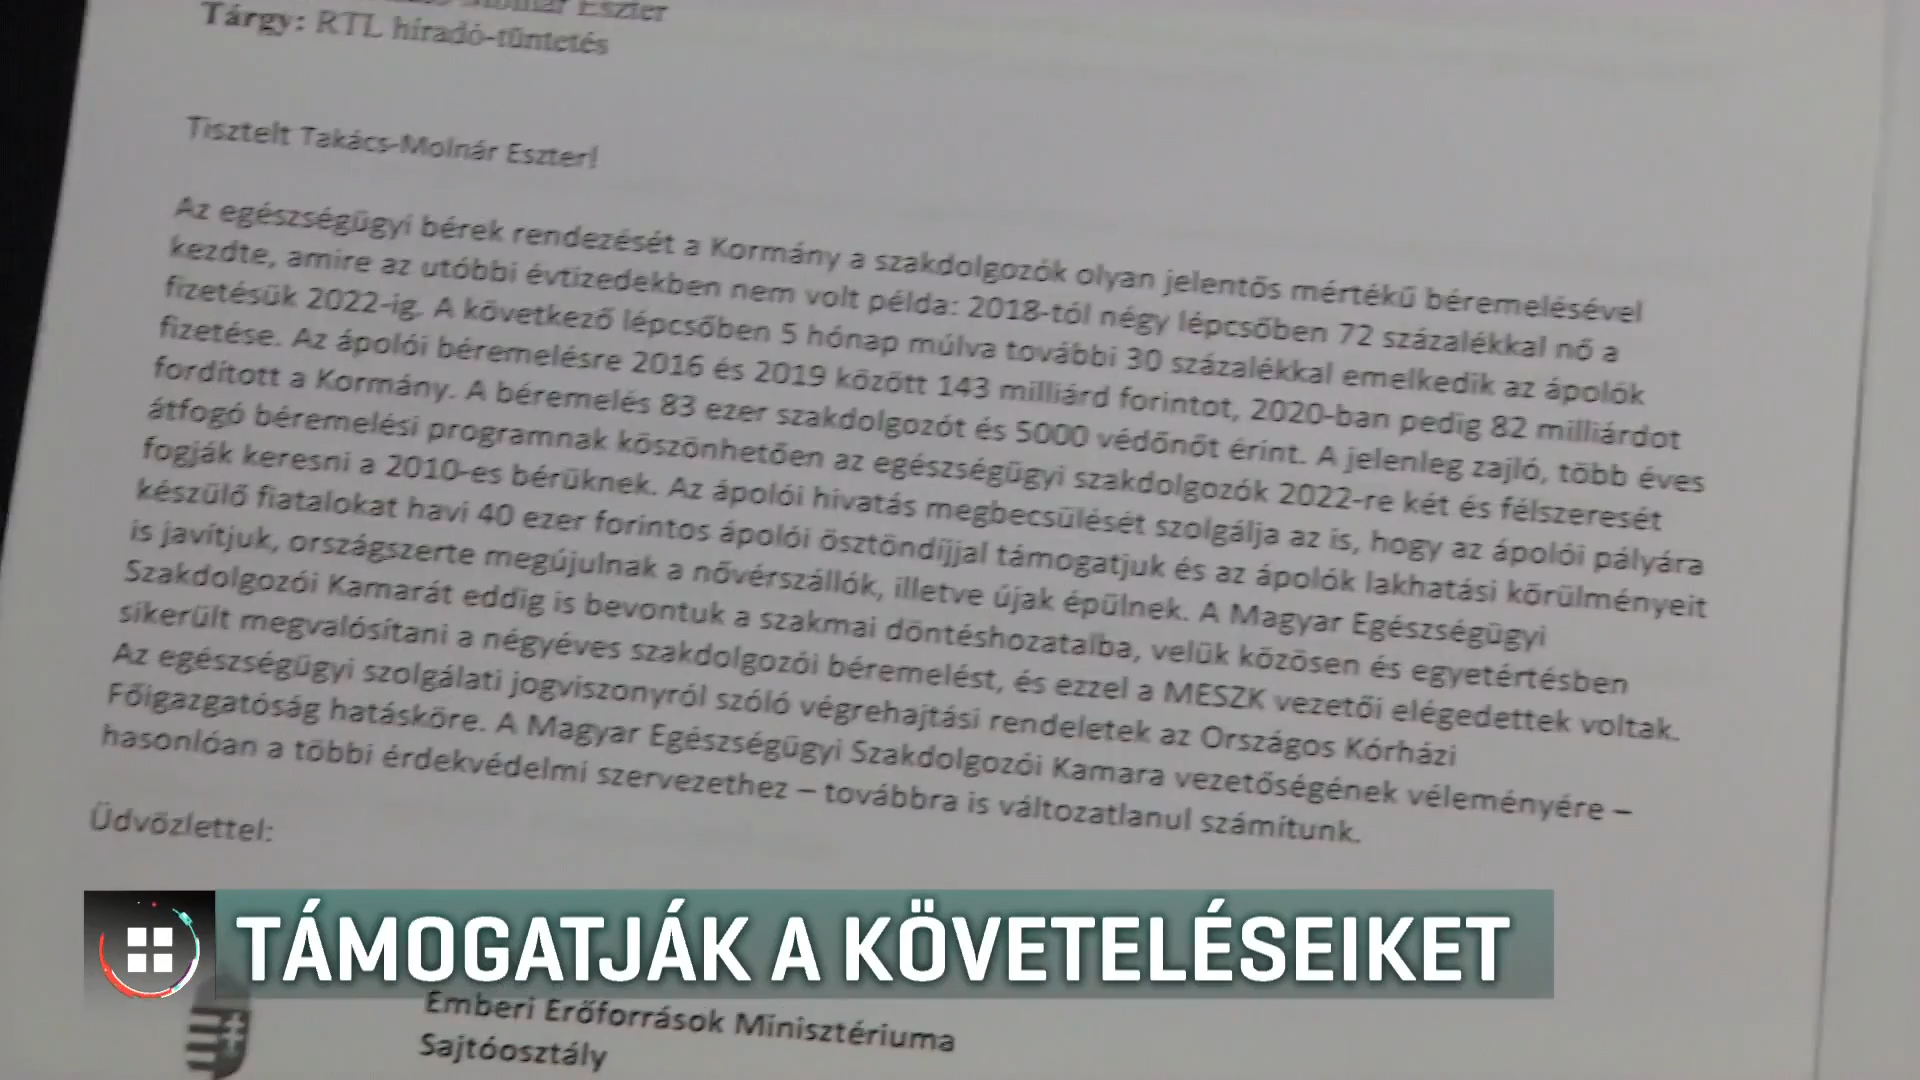 Molnár Eszter
Tárgy: RTL híradó-tüntetés
Tisztelt Takács-Molnár Eszter!
Az egészségügyi bérek rendezését a Kormány a szakdolgozók olyan jelentős mértékű béremelésével
kezdte, amire az utóbbi évtizedekben nem volt példa: 2018-tól négy lépcsőben 72 százalékkal nő a
fizetésük 2022-ig. A következő lépcsőben 5 hónap múlva további 30 százalékkal emelkedik az ápolók
fizetése. Az ápolói béremelésre 2016 és 2019 között 143 milliárd forintot, 2020-ban pedig 82 milliárdot
fordított a Kormány. A béremelés 83 ezer szakdolgozót és 5000 védőnőt érint. A jelenleg zajló, több éves
átfogó béremelési programnak köszönhetően az egészségügyi szakdolgozók 2022-re két és félszeresét
fogják keresni a 2010-es bérüknek. Az ápolói hivatás megbecsülését szolgálja az is, hogy az ápolói pályára
készülő fiatalokat havi 40 ezer forintos ápolói ösztöndíjjal támogatjuk és az ápolók lakhatási körülményeit
is javítjuk, országszerte megújulnak a nővérszállók, illetve újak épülnek. A Magyar Egészségügyi
Szakdolgozói Kamarát eddig is bevontuk a szakmai döntéshozatalba, velük közösen és egyetértésben
sikerült megvalósítani a négyéves szakdolgozói béremelést, és ezzel a MESZK vezetői elégedettek voltak.
Az egészségügyi szolgálati jogviszonyról szóló végrehajtási rendeletek az Országos Kórházi
Főigazgatóság hatásköre. A Magyar Egészségügyi Szakdolgozói Kamara vezetőségének véleményére –
hasonlóan a többi érdekvédelmi szervezethez – továbbra is változatlanul számítunk.
Üdvözlettel:
TÁMOGATJÁK A KÖVETELÉSEIKET
Emberi Erőforrások Minisztériuma
Sajtóosztály